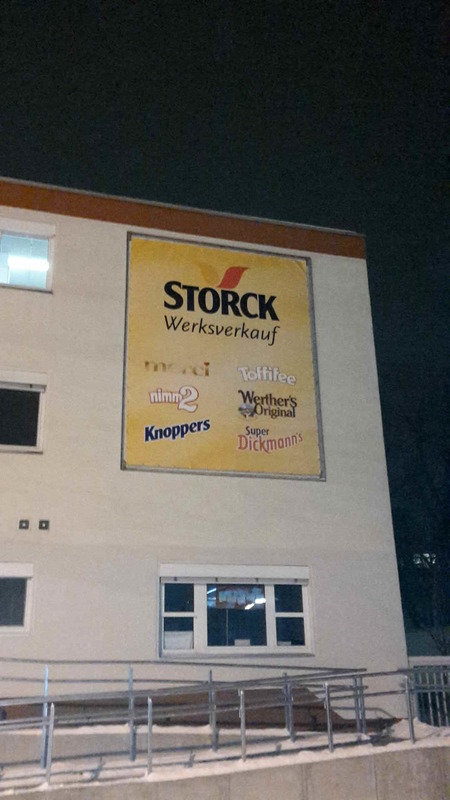 STORCK
Werksverkauf
merci
Toffifee
nimm2
Werther's
Original
Knoppers
Super
Dickmann's